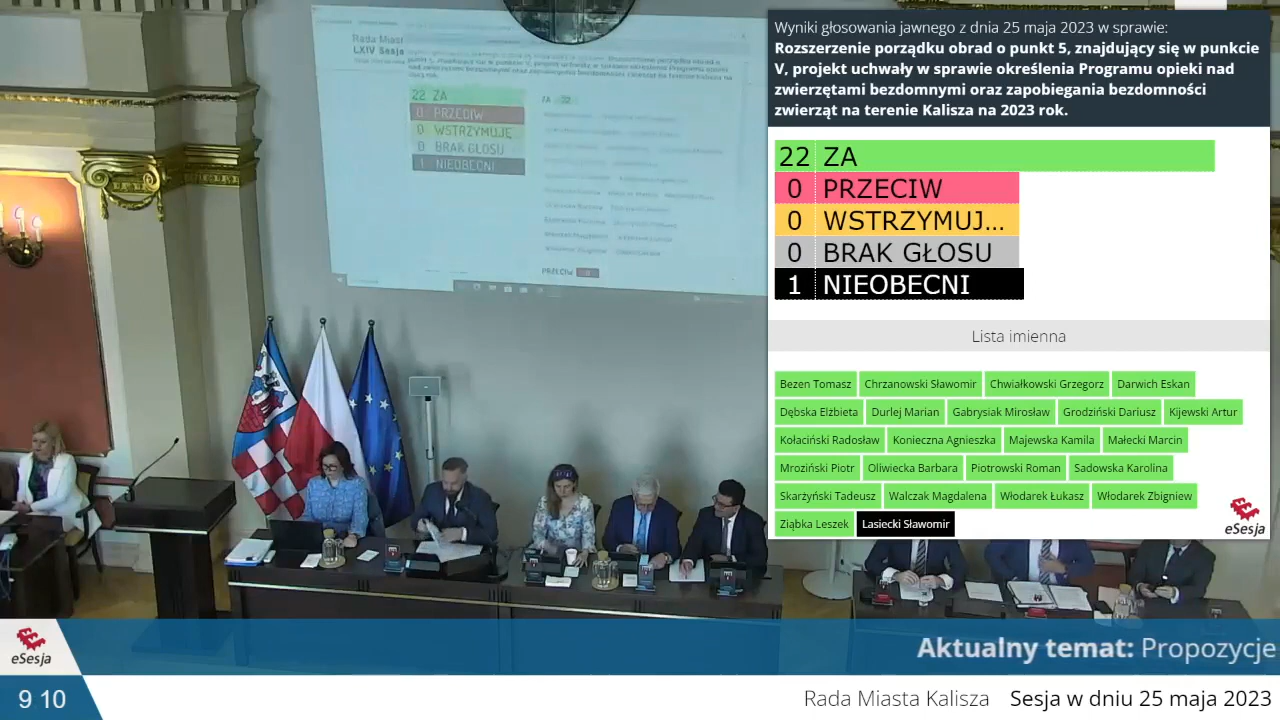 Wyniki głosowania jawnego z dnia 25 maja 2023 w sprawie:
Rozszerzenie porządku obrad o punkt 5, znajdujący się w punkcie
V, projekt uchwały w sprawie określenia Programu opieki nad
zwierzętami bezdomnymi oraz zapobiegania bezdomności
zwierząt na terenie Kalisza na 2023 rok.
22 ZA
0 PRZECIW
0 WSTRZYMUJ...
0 BRAK GŁOSU
1 NIEOBECNI
Lista imienna
Bezen Tomasz Chrzanowski Sławomir Chwiałkowski Grzegorz Darwich Eskan
Dębska Elżbieta Durlej Marian Gabrysiak Mirosław Grodziński Dariusz Kijewski Artur
Kołaciński Radosław Konieczna Agnieszka Majewska Kamila Małecki Marcin
Mroziński Piotr Oliwiecka Barbara Piotrowski Roman Sadowska Karolina
Skarżyński Tadeusz Walczak Magdalena Włodarek Łukasz Włodarek Zbigniew
Ziąbka Leszek Lasiecki Sławomir
eSesja
Rada Miast
LXIV Sesja
22 ZA
0 PRZECIW
0 WSTRZYMUJĘ
0 BRAK GŁOSU
1 NIEOBECNI
ZA 22
PRZECIW 0
eSesja
Aktualny temat: Propozycje
9 10
Rada Miasta Kalisza Sesja w dniu 25 maja 2023